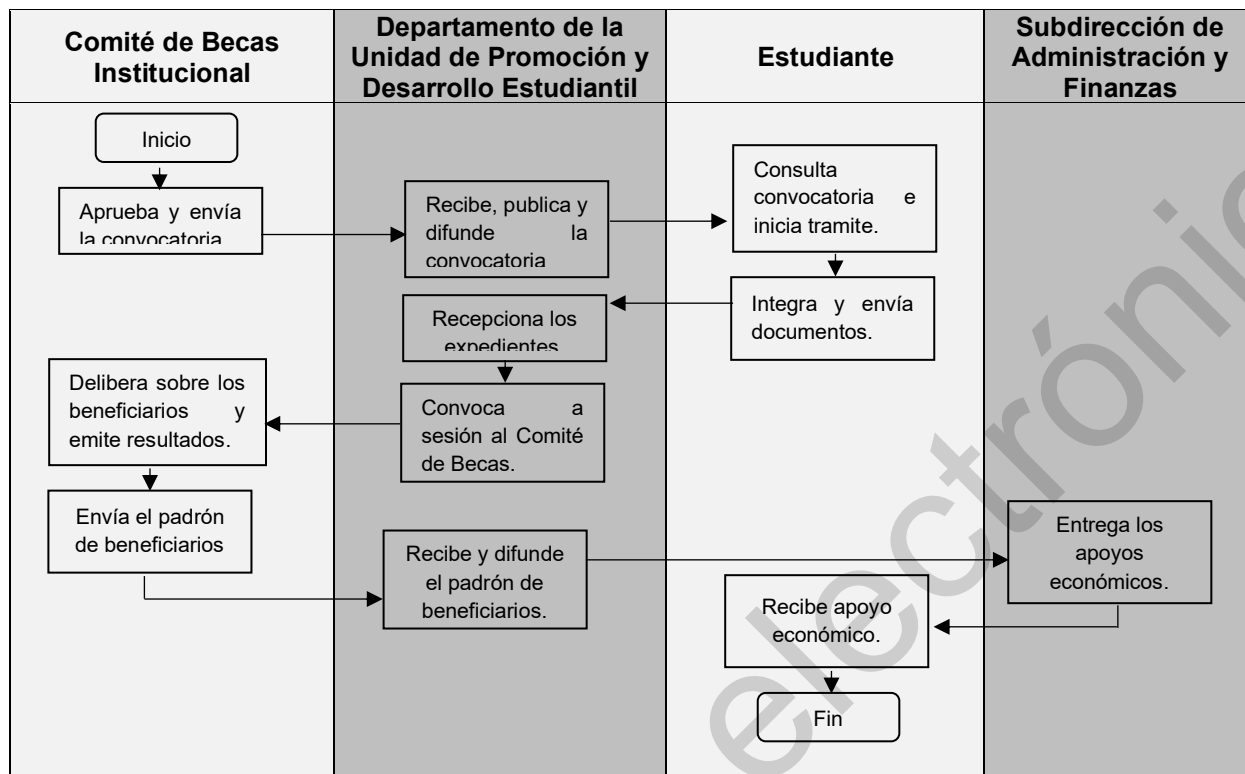 Comité de Becas
Institucional
Departamento de la
Unidad de Promoción y
Desarrollo Estudiantil
Estudiante
Subdirección de
Administración y
Finanzas
Inicio
Aprueba y envía
la convocatoria
Recibe, publica y
difunde la
convocatoria
Consulta
convocatoria e
inicia tramite.
Integra y envía
documentos.
Recepciona los
expedientes
Convoca a
sesión al Comité
de Becas.
Delibera sobre los
beneficiarios y
emite resultados.
Envía el padrón
de beneficiarios
Recibe y difunde
el padrón de
beneficiarios.
Entrega los
apoyos
económicos.
Recibe apoyo
económico.
Fin
electrónic